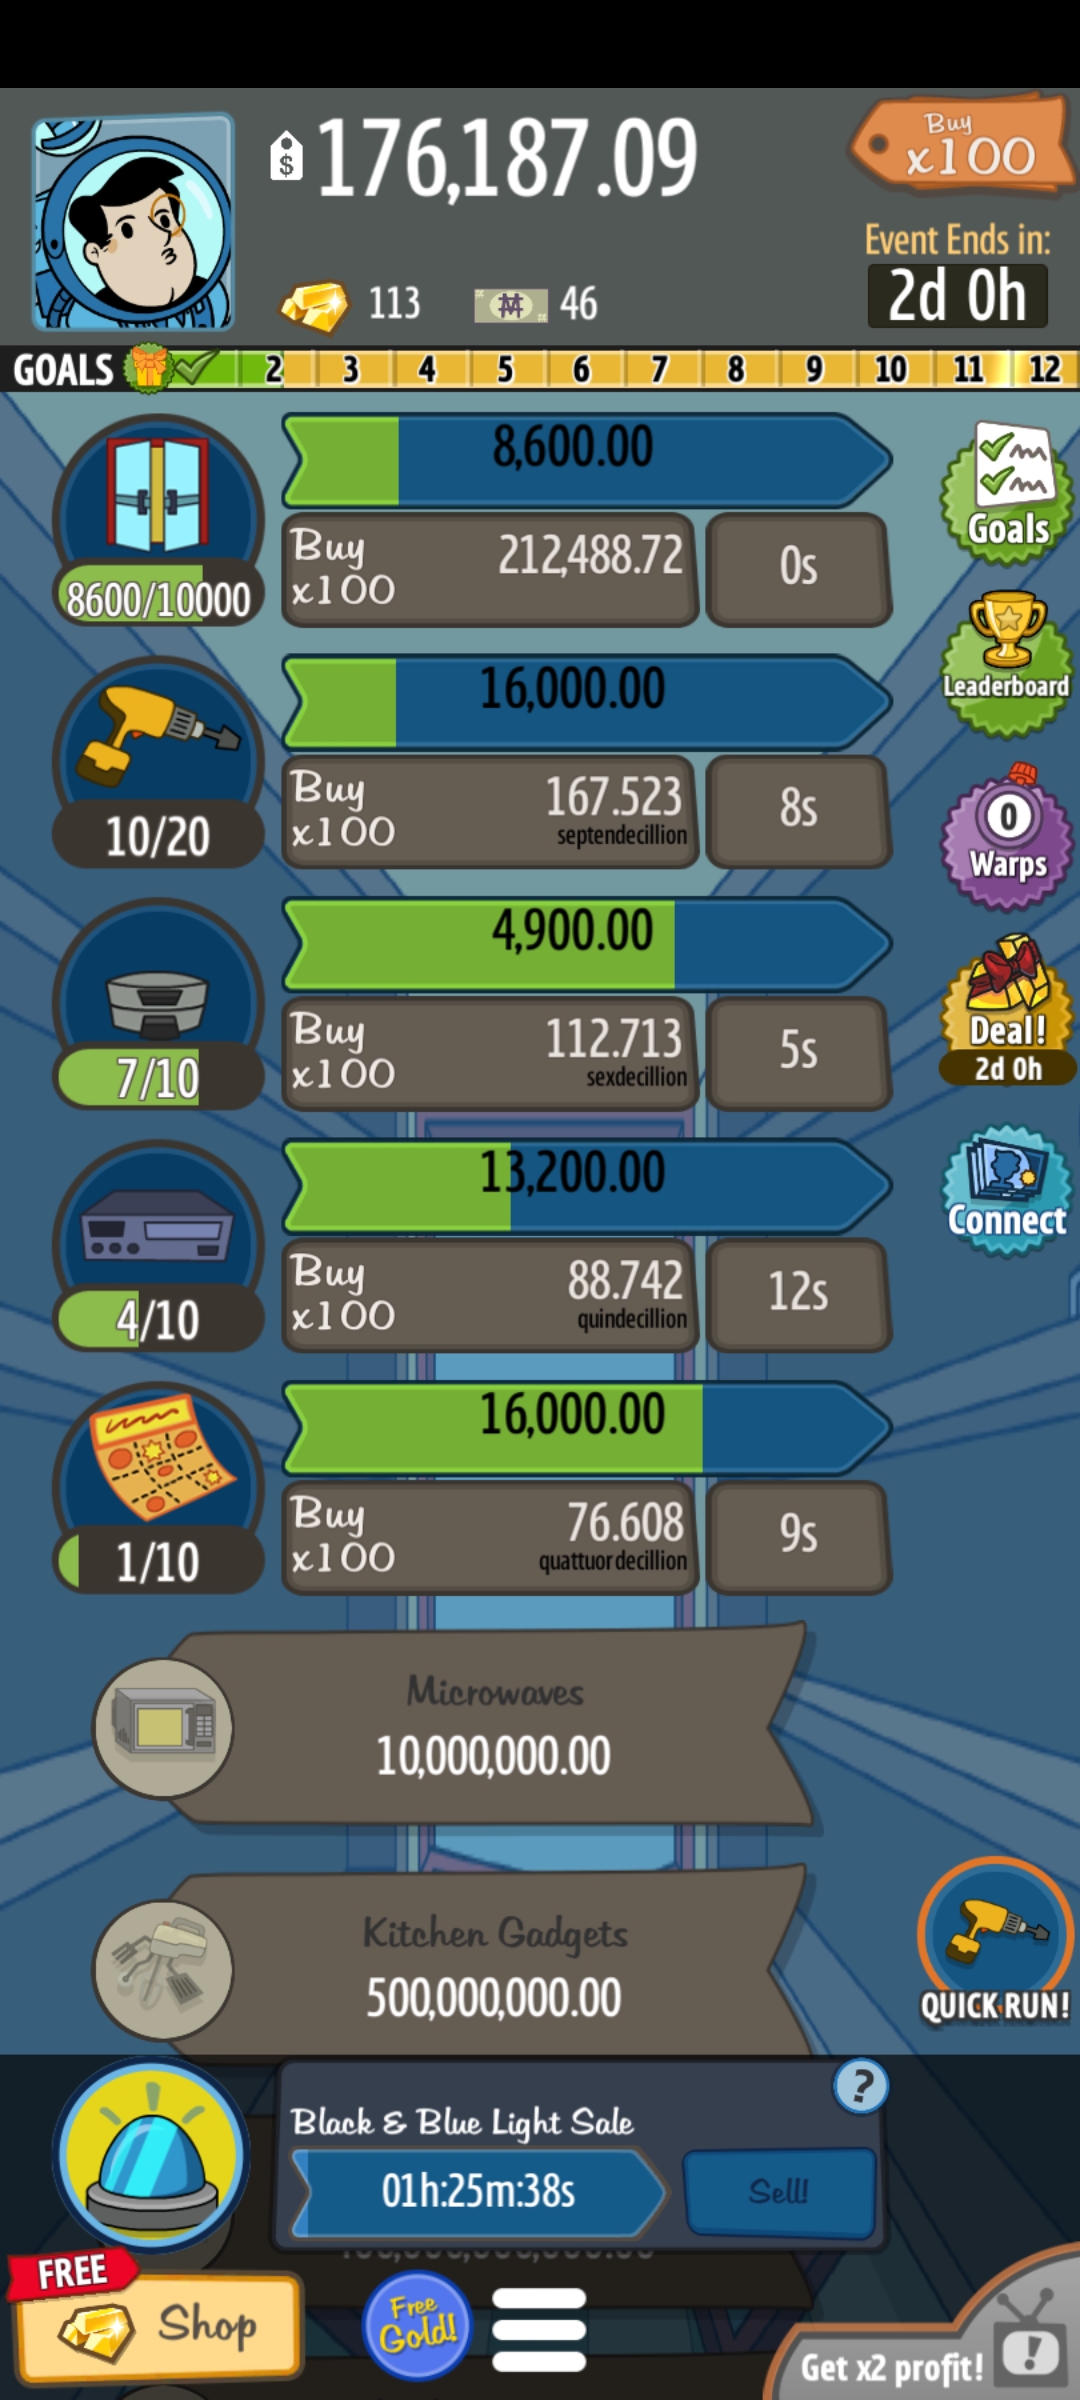 $ 176,187.09
Buy
x100
Event Ends in:
2d 0h
113
46
GOALS 2 3 4 5 6 7 8 9 10 11 12
8,600.00
Buy
x100
212,488.72
0s
8600/10000
Goals
16,000.00
Leaderboard
Buy
x100
167.523
septendecillion
8s
10/20
0
Warps
4,900.00
Buy
x100
112.713
sexdecillion
5s
7/10
Deal!
2d 0h
13,200.00
Connect
Buy
x100
88.742
quindecillion
12s
4/10
16,000.00
Buy
x100
76.608
quattuordecillion
9s
1/10
Microwaves
10,000,000.00
Kitchen Gadgets
500,000,000.00
QUICK RUN!
?
Black & Blue Light Sale
01h:25m:38s
Sell!
FREE
Shop
Free
Gold!
Get x2 profit!
!